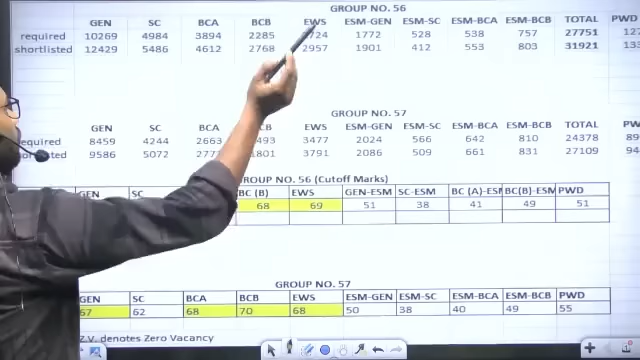 GROUP NO. 56
GEN SC BCA BCB EWS ESM-GEN ESM-SC ESM-BCA ESM-BCB TOTAL PWD
required 10269 4984 3894 2285 724 1772 528 538 757 27751
shortlisted 12429 5486 4612 2768 2957 1901 412 553 803 31921
GROUP NO. 57
GEN SC BCA BCB EWS ESM-GEN ESM-SC ESM-BCA ESM-BCB TOTAL PWD
required 8459 4244 2663 3477 2024 566 642 810 24378
9586 5072 1801 3791 2086 509 661 831 27109
GROUP NO. 56 (Cutoff Marks)
GEN BC (B) EWS GEN-ESM SC-ESM BC (A)-ESM BC(B)-ESM PWD
68 69 51 38 41 49 51
GROUP NO. 57
GEN SC BCA BCB EWS ESM-GEN ESM-SC ESM-BCA ESM-BCB PWD
67 62 68 70 68 50 38 40 49 55
Z.V. denotes Zero Vacancy